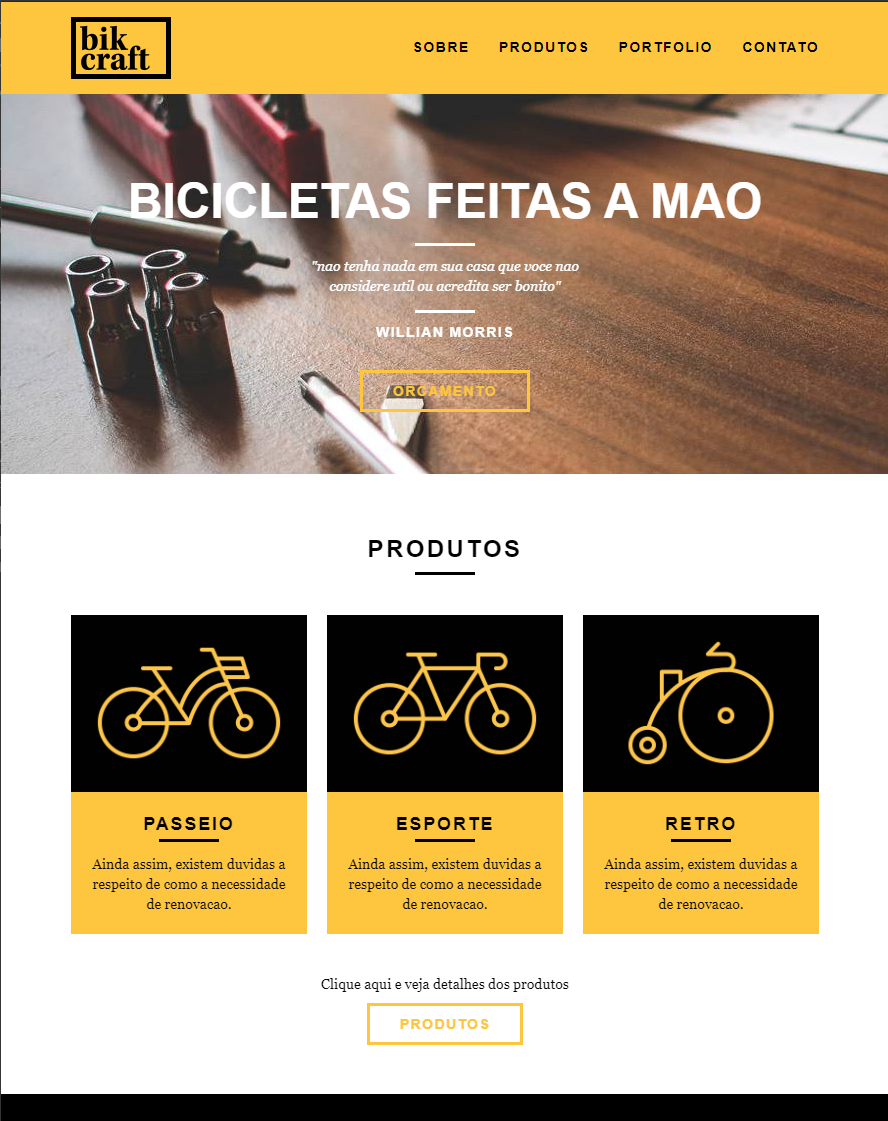 bik
craft
SOBRE PRODUTOS PORTFOLIO CONTATO
BICICLETAS FEITAS A MAO
"nao tenha nada em sua casa que voce nao
considere util ou acredita ser bonito"
WILLIAN MORRIS
ORCAMENTO
PRODUTOS
PASSEIO
Ainda assim, existem duvidas a
respeito de como a necessidade
de renovacao.
ESPORTE
Ainda assim, existem duvidas a
respeito de como a necessidade
de renovacao.
RETRO
Ainda assim, existem duvidas a
respeito de como a necessidade
de renovacao.
Clique aqui e veja detalhes dos produtos
PRODUTOS